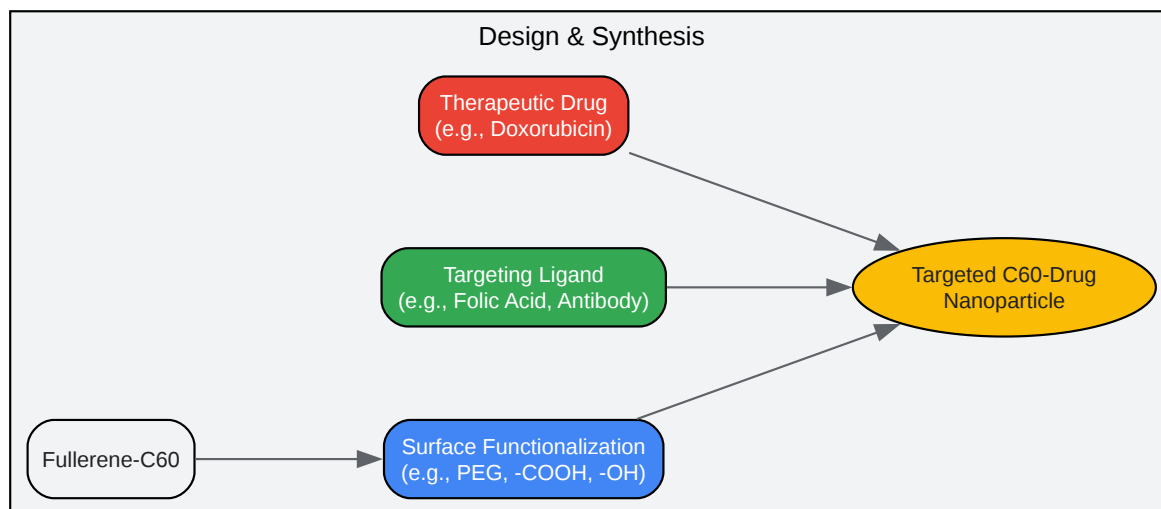 Design & Synthesis
Therapeutic Drug
(e.g., Doxorubicin)
Targeting Ligand
(e.g., Folic Acid, Antibody)
Targeted C60-Drug
Nanoparticle
Fullerene-C60
Surface Functionalization
(e.g., PEG, -COOH, -OH)